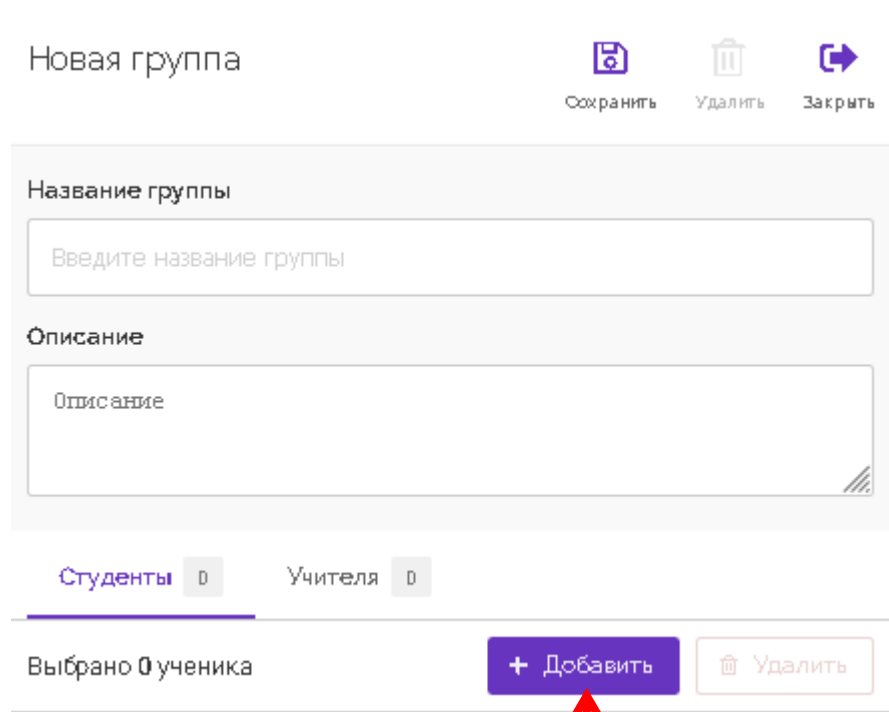 Новая группа
Сохранить Удалить Закрыть
Название группы
Введите название группы
Описание
Описание
Студенты 0 Учителя 0
Выбрано 0 ученика + Добавить Удалить